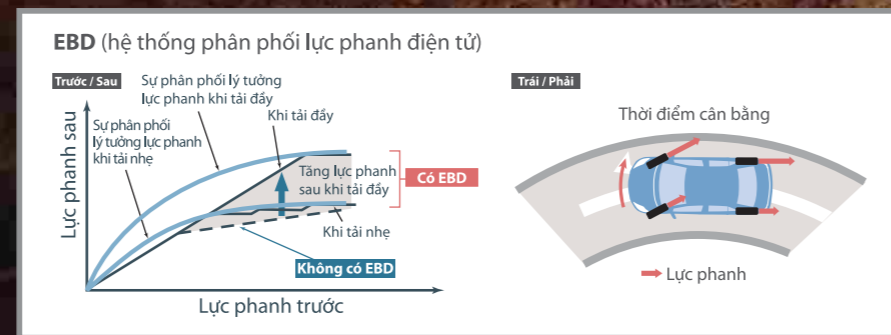 EBD (hệ thống phân phối lực phanh điện tử)
Trước / Sau
Sự phân phối lý tưởng
lực phanh khi tải đầy
Khi tải đầy
Sự phân phối
lý tưởng lực phanh
khi tải nhẹ
Tăng lực phanh
sau khi tải đầy
Có EBD
Khi tải nhẹ
Không có EBD
Lực phanh sau
Lực phanh trước
Trái / Phải
Thời điểm cân bằng
Lực phanh